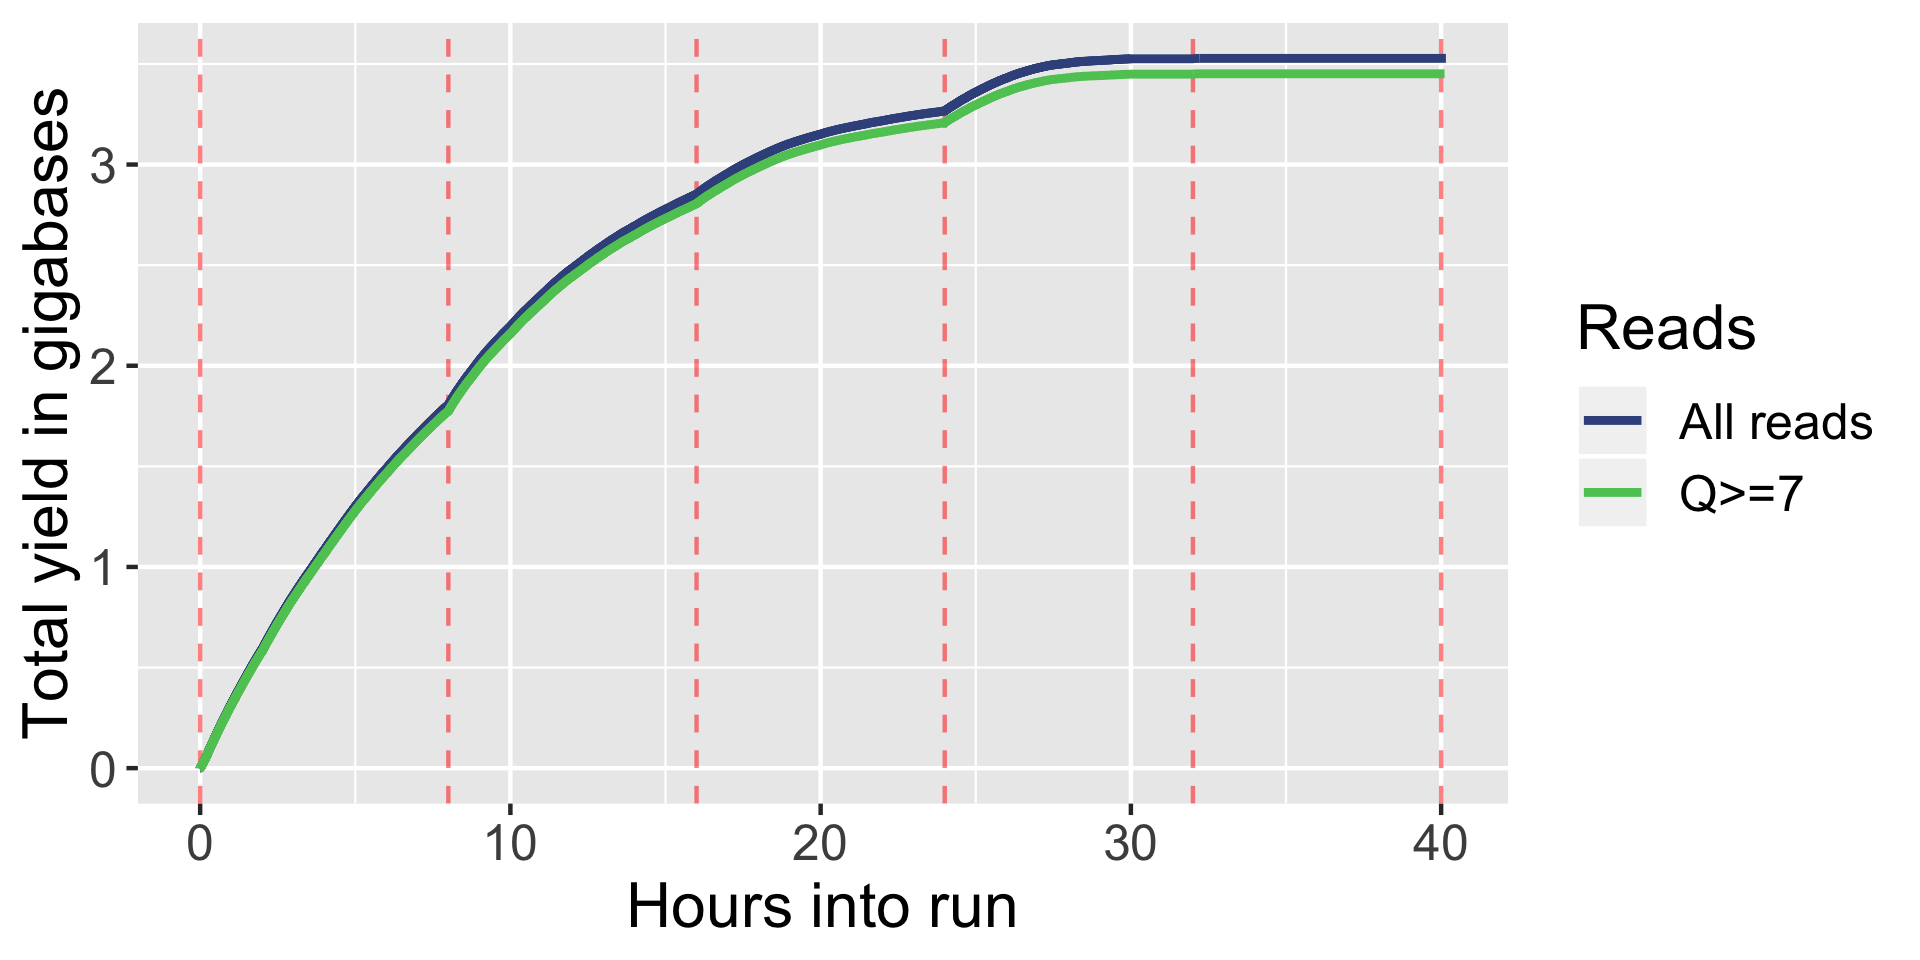 Total yield in gigabases
3
2
1
0
0 10 20 30 40
Hours into run
Reads
All reads
Q>=7